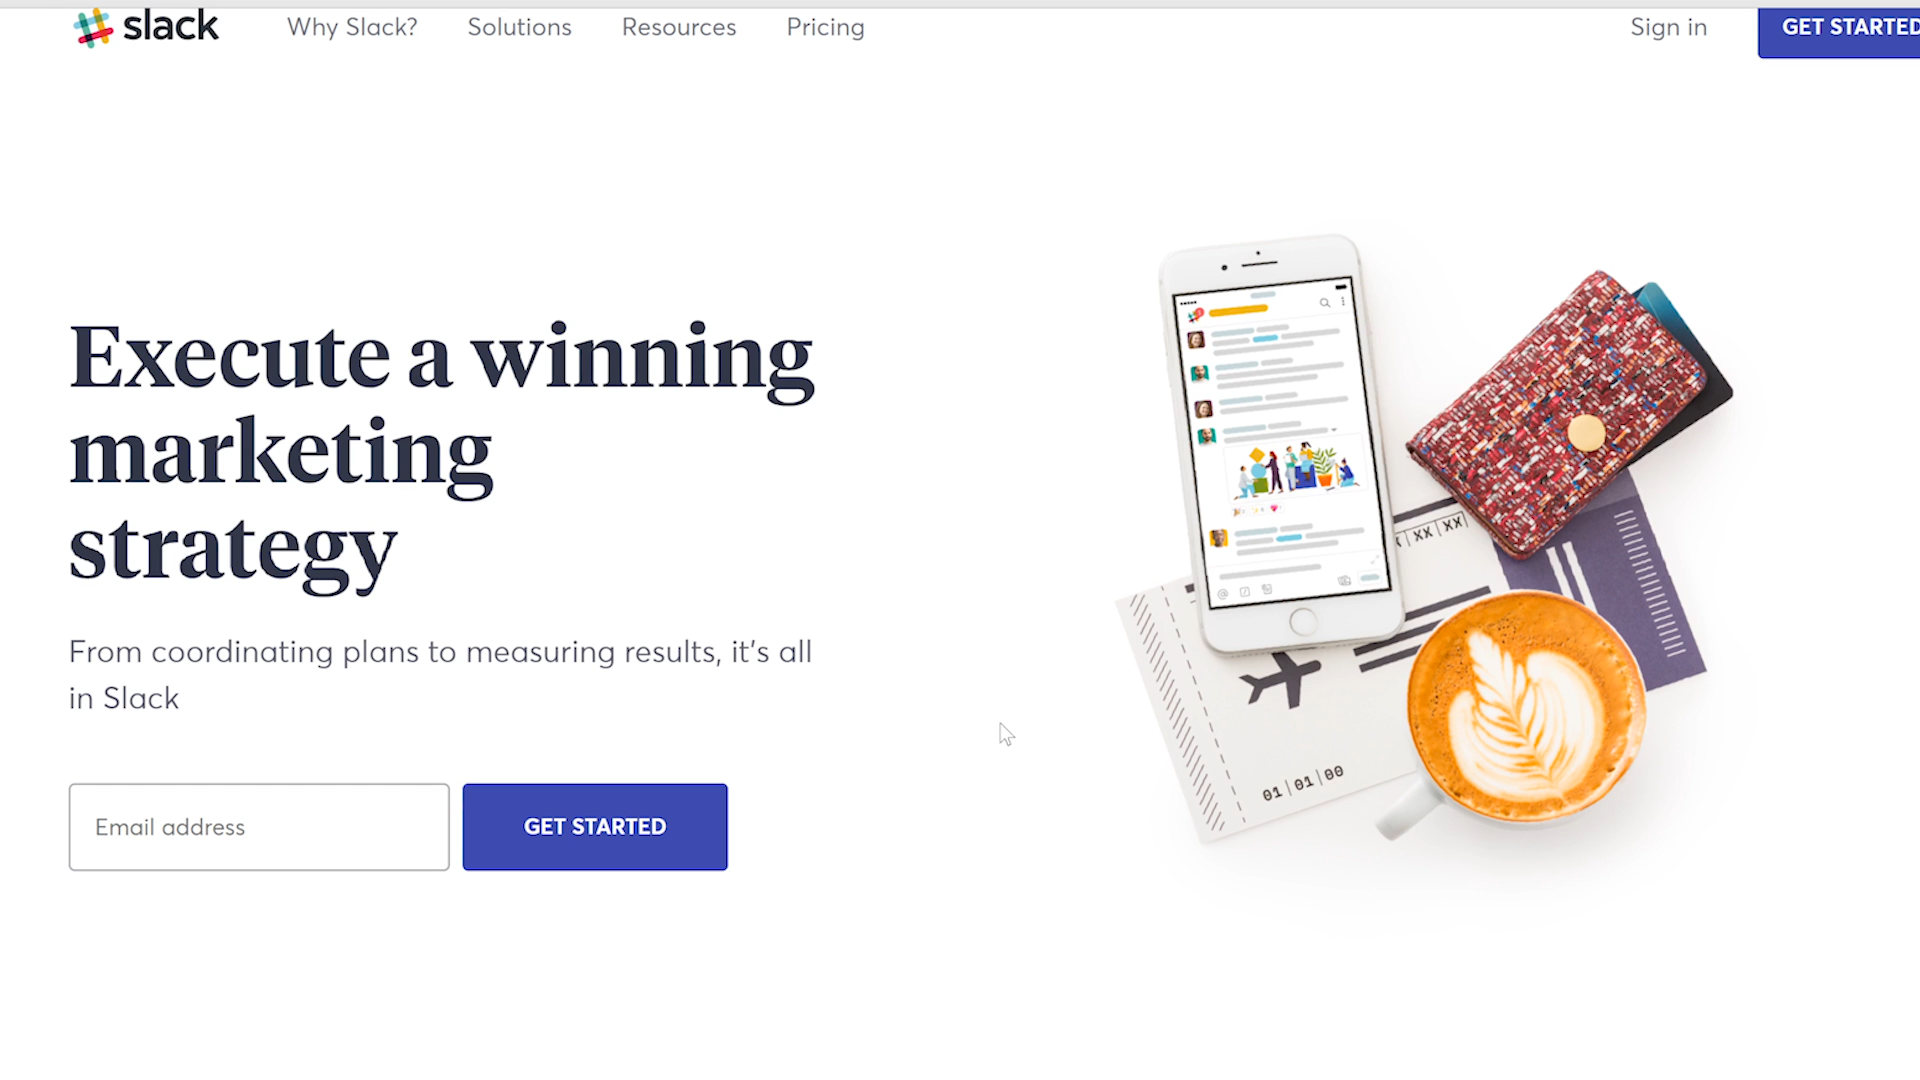 slack
Why Slack?
Solutions
Resources
Pricing
Sign in
GET STARTED
Execute a winning
marketing
strategy
From coordinating plans to measuring results, it's all
in Slack
Email address
GET STARTED
XX XX
01 01 00